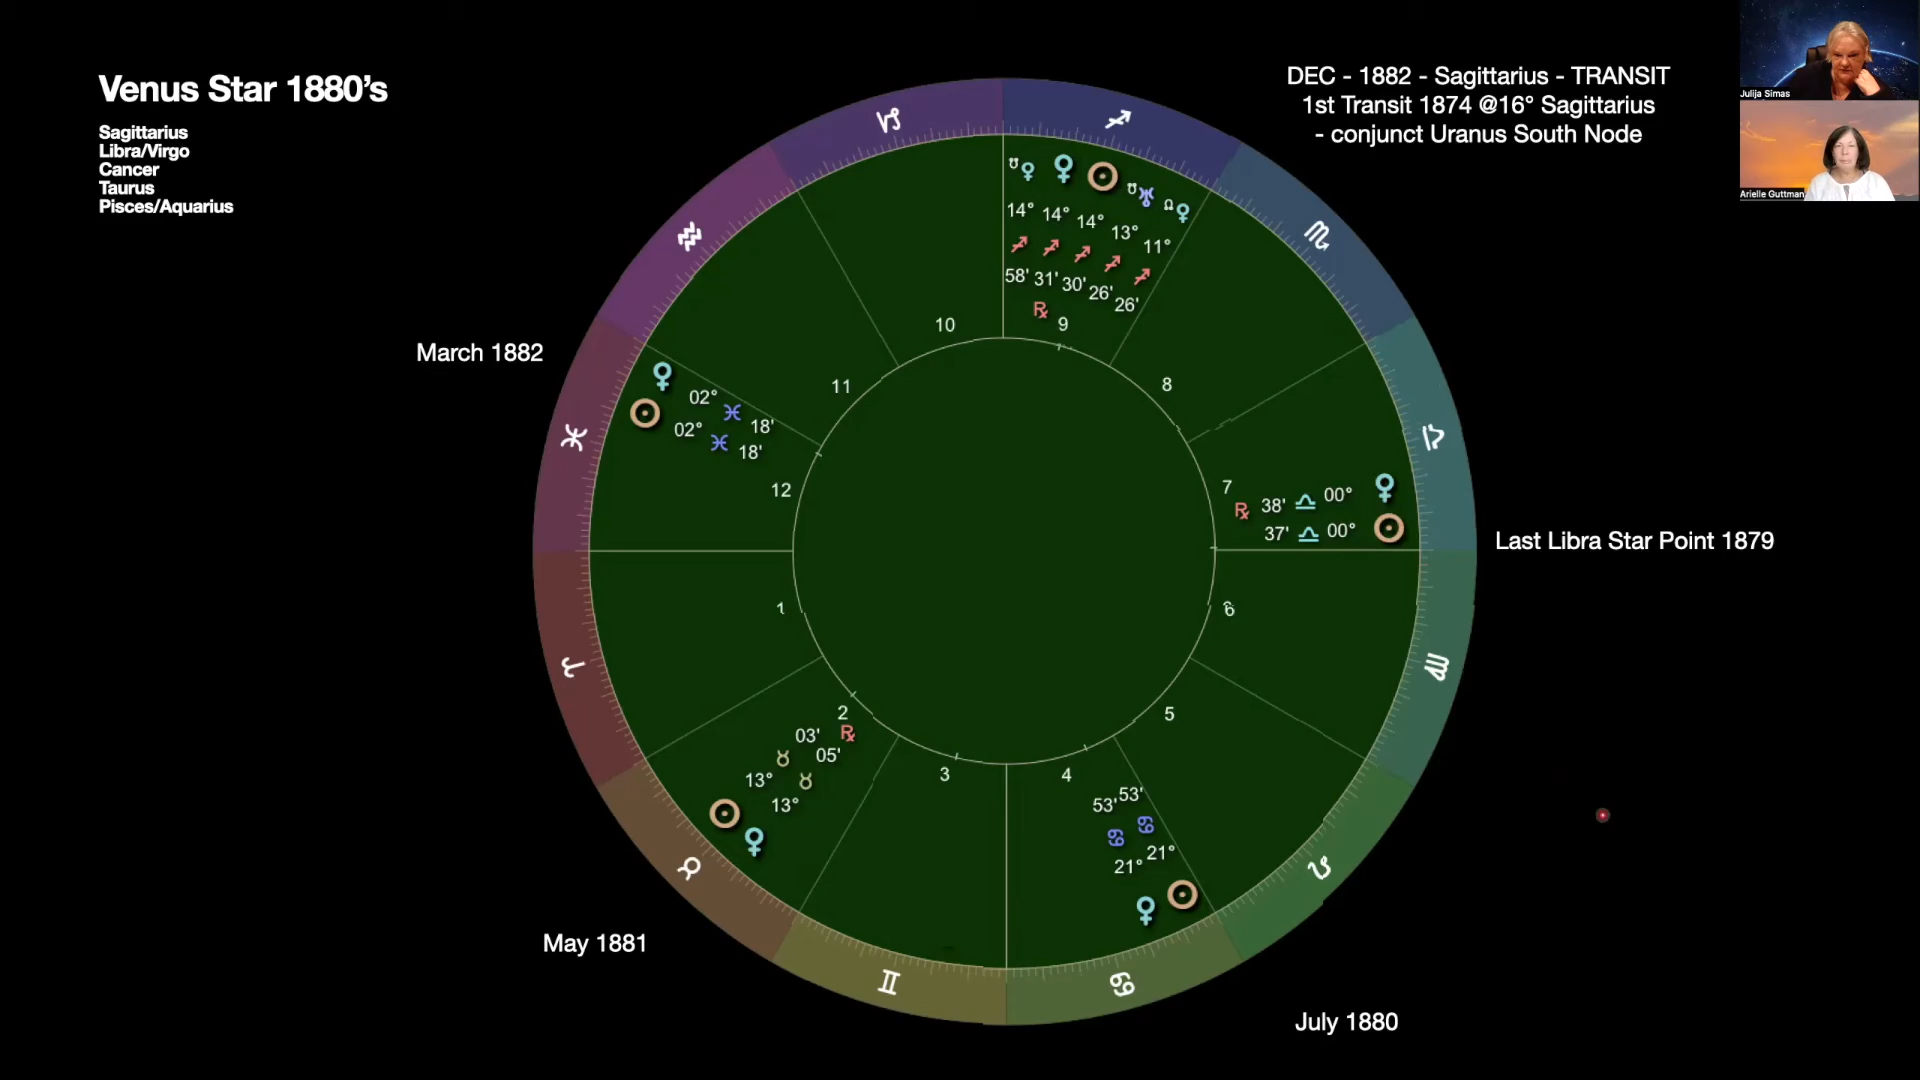 Venus Star 1880's
Sagittarius
Libra/Virgo
Cancer
Taurus
Pisces/Aquarius
DEC - 1882 - Sagittarius - TRANSIT
1st Transit 1874 @16° Sagittarius
- conjunct Uranus South Node
Julija Simas
Arielle Guttman
♑ ♐
♒ ♏
☋♀ ♀ ☉ ☋♅ ☊♀
14° 14° 14° 13° 11°
♐ ♐ ♐ ♐ ♐
58' 31' 30' 26' 26'
℞
10 9
11 8
March 1882
♀ 02° ♓ 18'
☉ 02° ♓ 18'
♓ ♎
12 7
℞ 38' ♎ 00° ♀
37' ♎ 00° ☉
Last Libra Star Point 1879
1 6
♈ ♍
2 5
03' ℞
♉ 05'
13° ♉
13°
☉ ♀
3 4
53' 53'
♋ ♋
21° 21°
♀ ☉
♉ ♌
May 1881
♊ ♋
July 1880